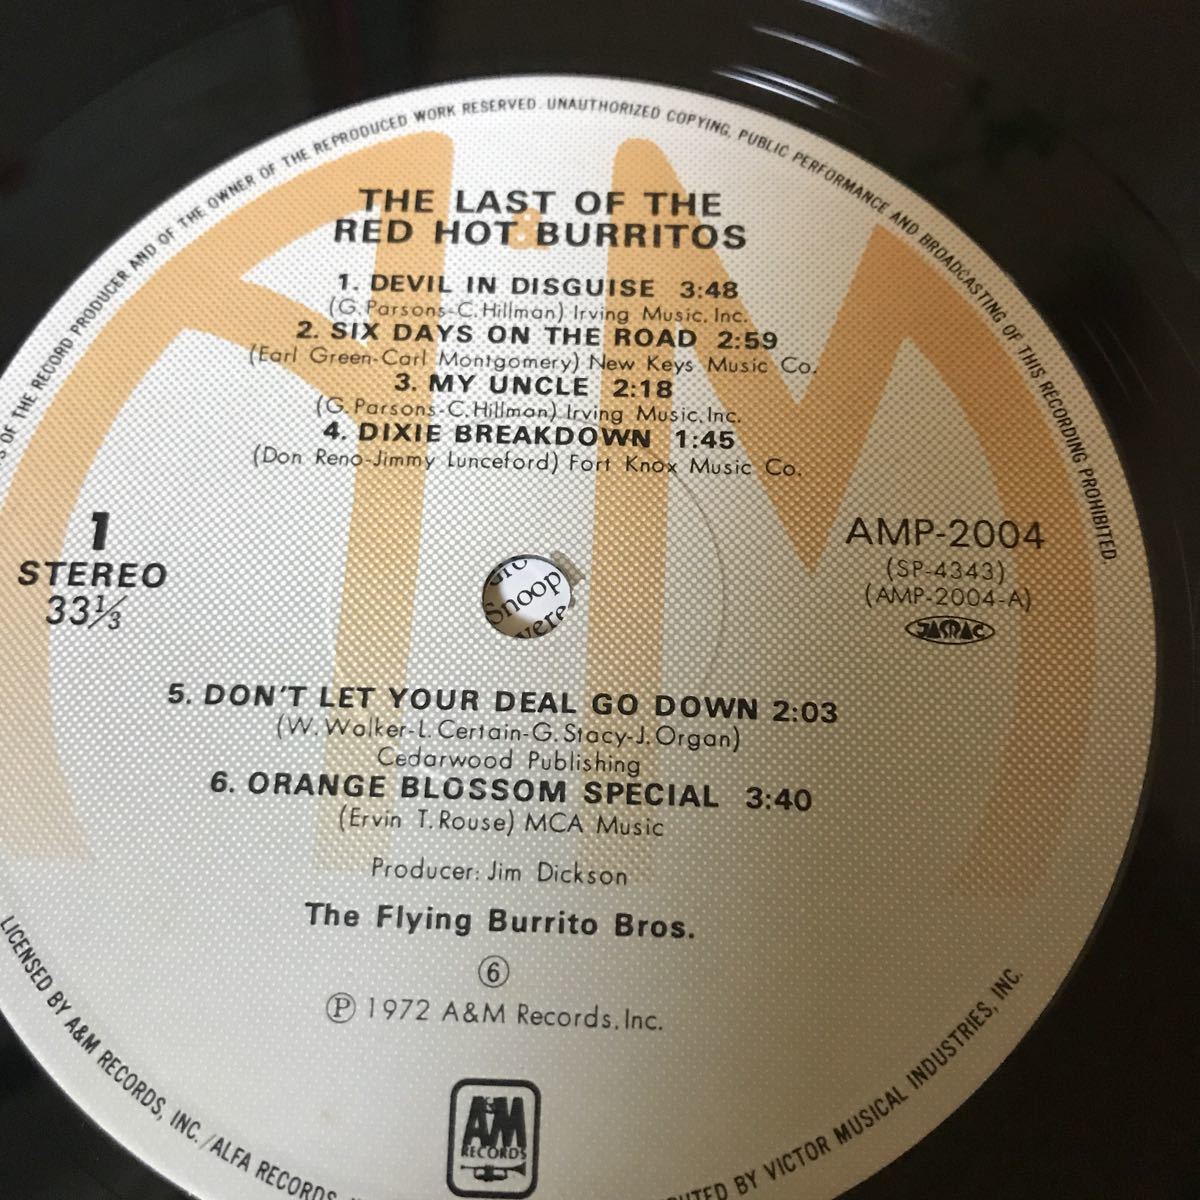 OF THE RECORD PRODUCER AND OF THE OWNER OF THE REPRODUCED WORK RESERVED. UNAUTHORIZED COPYING, PUBLIC PERFORMANCE AND BROADCASTING OF THIS RECORDING PROHIBITED.
THE LAST OF THE
RED HOT BURRITOS
1. DEVIL IN DISGUISE 3:48
(G. Parsons-C. Hillman) Irving Music, Inc.
2. SIX DAYS ON THE ROAD 2:59
(Earl Green-Carl Montgomery) New Keys Music Co.
3. MY UNCLE 2:18
(G. Parsons-C. Hillman) Irving Music, Inc.
4. DIXIE BREAKDOWN 1:45
(Don Reno-Jimmy Lunceford) Fort Knox Music Co.
1
STEREO
33⅓
AMP-2004
(SP-4343)
(AMP-2004-A)
JASRAC
Snoop
5. DON'T LET YOUR DEAL GO DOWN 2:03
(W. Walker-L. Certain-G. Stacy-J. Organ)
Cedarwood Publishing
6. ORANGE BLOSSOM SPECIAL 3:40
(Ervin T. Rouse) MCA Music
Producer: Jim Dickson
The Flying Burrito Bros.
⑥
Ⓟ 1972 A&M Records, Inc.
A&M
RECORDS
LICENSED BY A&M RECORDS, INC./ALFA RECORDS
BY VICTOR MUSICAL INDUSTRIES, INC.